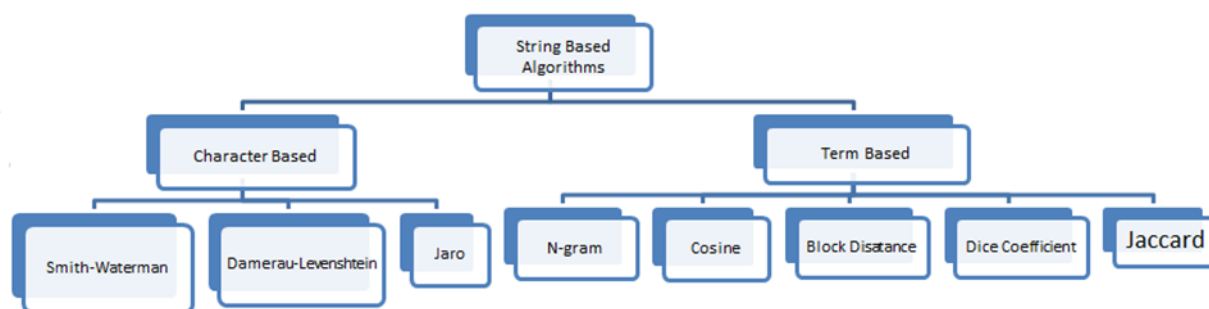 String Based
Algorithms
Character Based
Term Based
Smith-Waterman
Damerau-Levenshtein
Jaro
N-gram
Cosine
Block Disatance
Dice Coefficient
Jaccard